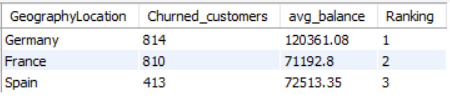 GeographyLocation Churned_customers avg_balance Ranking
Germany 814 120361.08 1
France 810 71192.8 2
Spain 413 72513.35 3